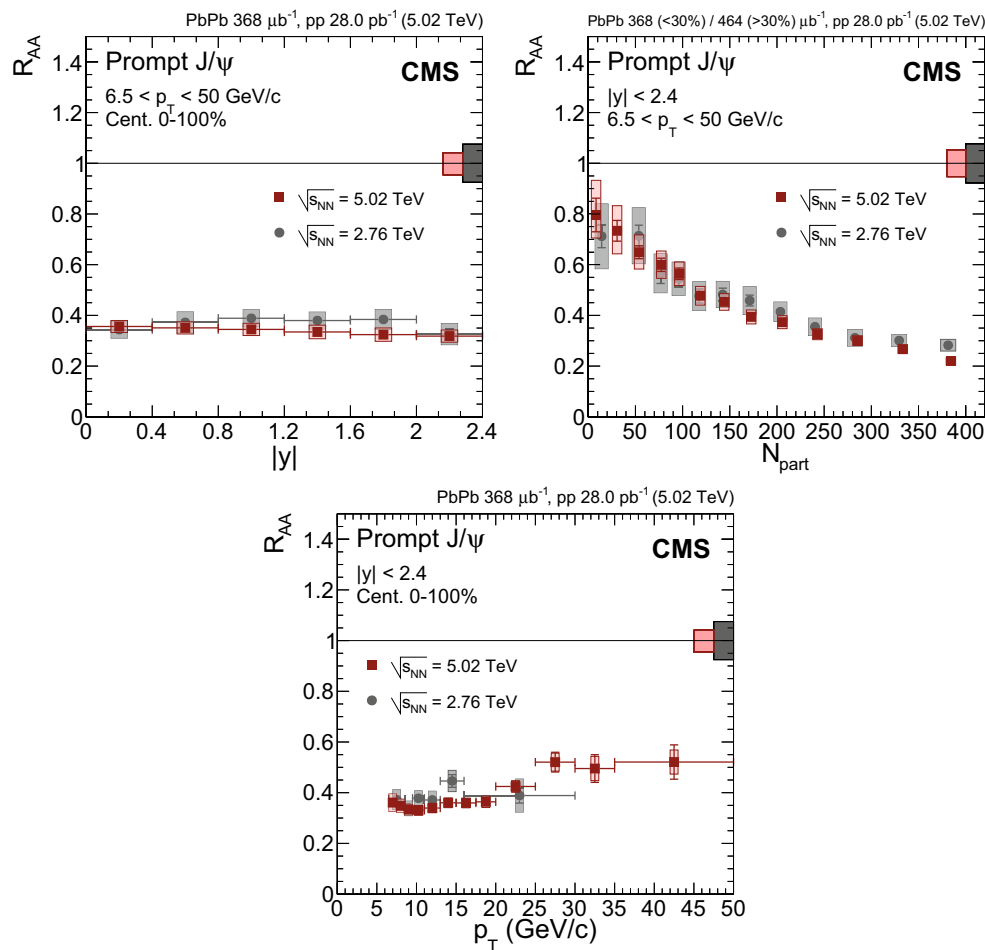 PbPb 368 μb⁻¹, pp 28.0 pb⁻¹ (5.02 TeV)
R_AA
1.4
1.2
1
0.8
0.6
0.4
0.2
0
Prompt J/ψ
CMS
6.5 < p_T < 50 GeV/c
Cent. 0-100%
√s_NN = 5.02 TeV
√s_NN = 2.76 TeV
0 0.4 0.8 1.2 1.6 2 2.4
|y|
PbPb 368 (<30%) / 464 (>30%) μb⁻¹, pp 28.0 pb⁻¹ (5.02 TeV)
R_AA
1.4
1.2
1
0.8
0.6
0.4
0.2
0
Prompt J/ψ
CMS
|y| < 2.4
6.5 < p_T < 50 GeV/c
√s_NN = 5.02 TeV
√s_NN = 2.76 TeV
0 50 100 150 200 250 300 350 400
N_part
PbPb 368 μb⁻¹, pp 28.0 pb⁻¹ (5.02 TeV)
R_AA
1.4
1.2
1
0.8
0.6
0.4
0.2
0
Prompt J/ψ
CMS
|y| < 2.4
Cent. 0-100%
√s_NN = 5.02 TeV
√s_NN = 2.76 TeV
0 5 10 15 20 25 30 35 40 45 50
p_T (GeV/c)